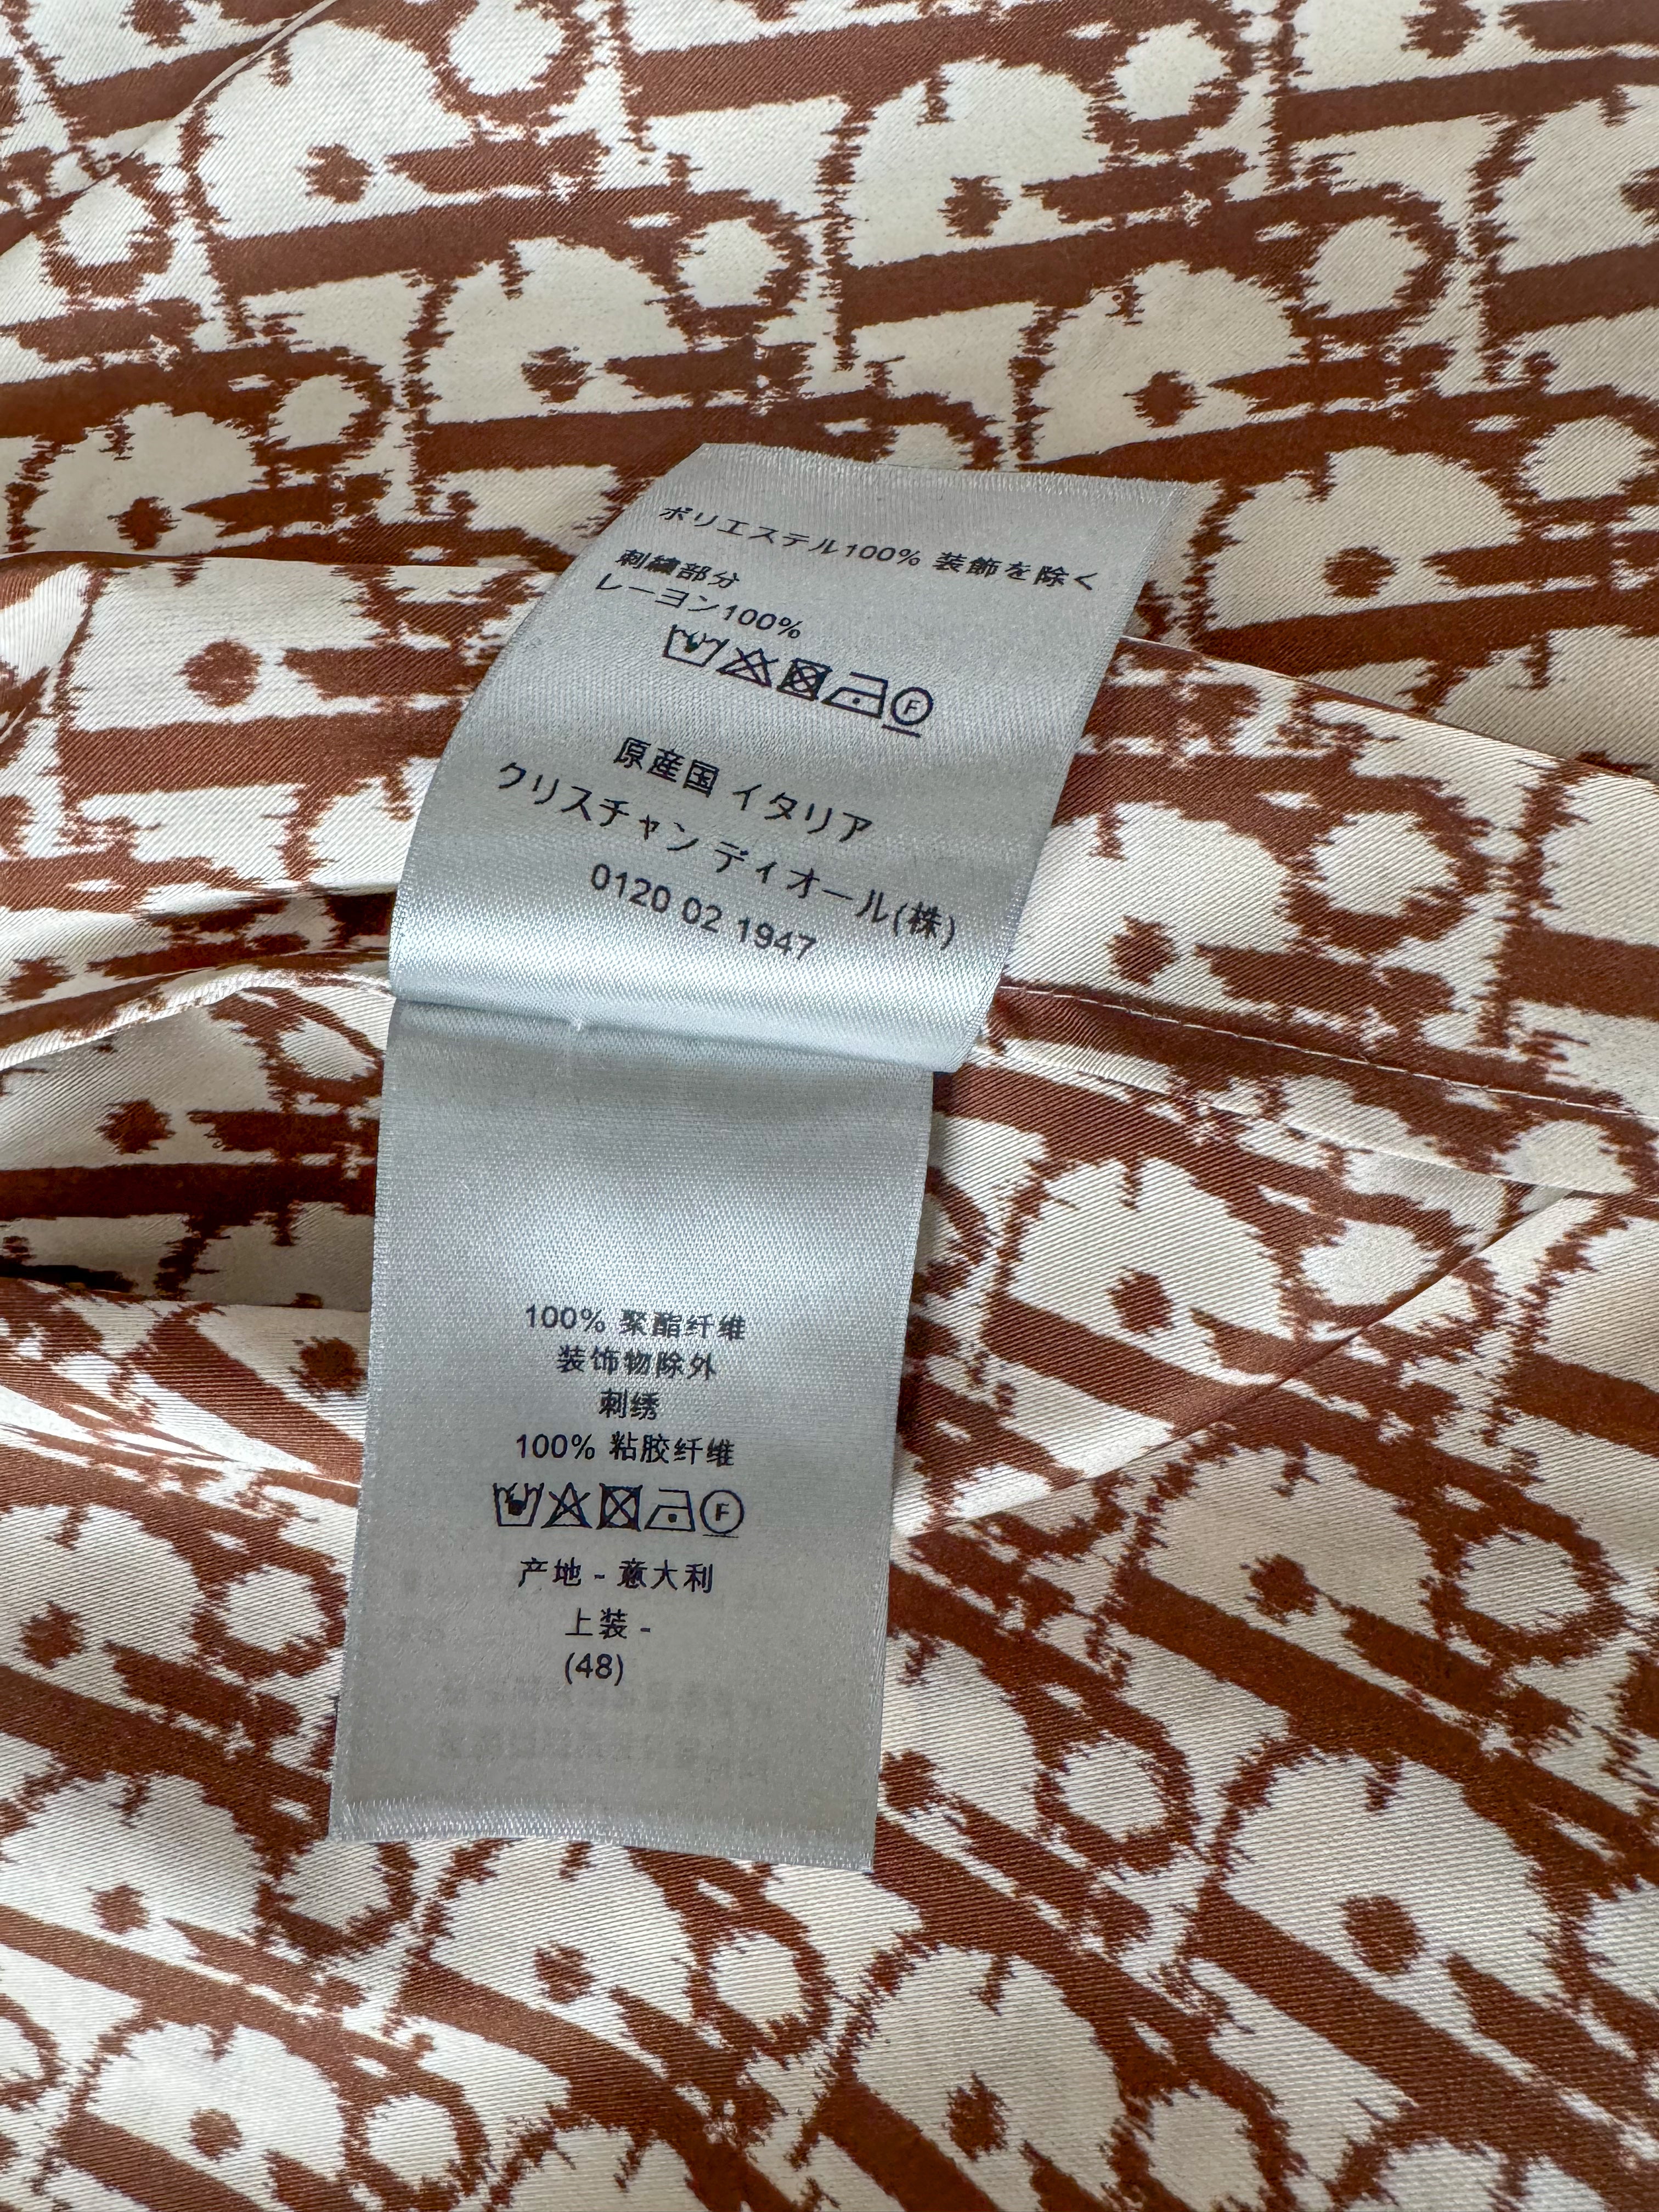 ポリエステル100% 装飾を除く
刺繍部分
レーヨン100%
F
原産国 イタリア
クリスチャン ディオール(株)
0120 02 1947
100% 聚酯纤维
装饰物除外
刺绣
100% 粘胶纤维
F
产地 - 意大利
上装 -
(48)